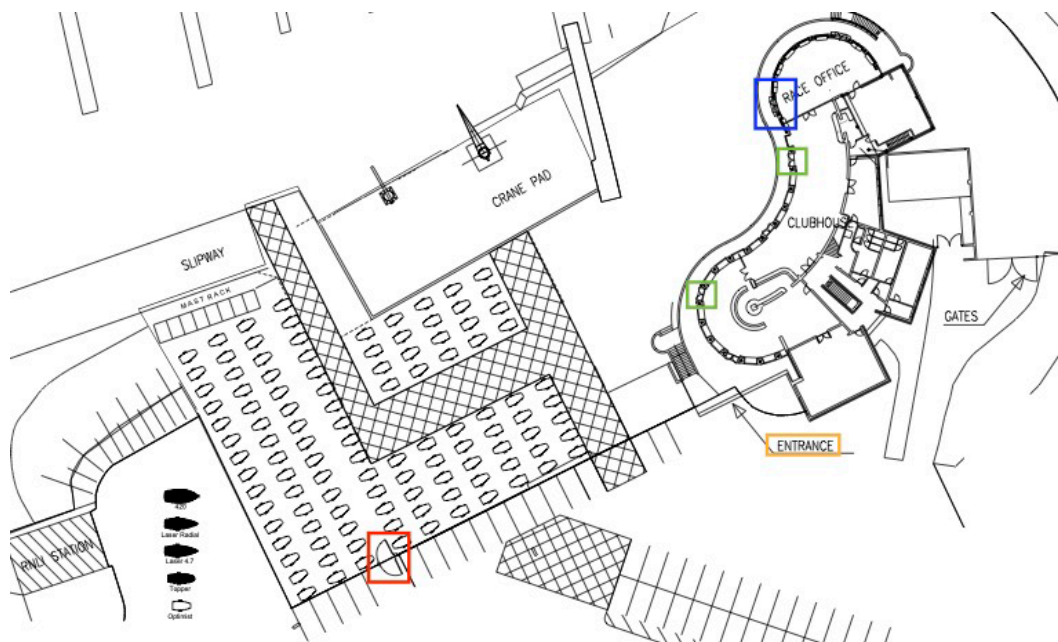 RACE OFFICE
CRANE PAD
CLUBHOUSE
SLIPWAY
MAST RACK
GATES
ENTRANCE
420
Laser Radial
Laser 4.7
Topper
Optimist
RNLI STATION